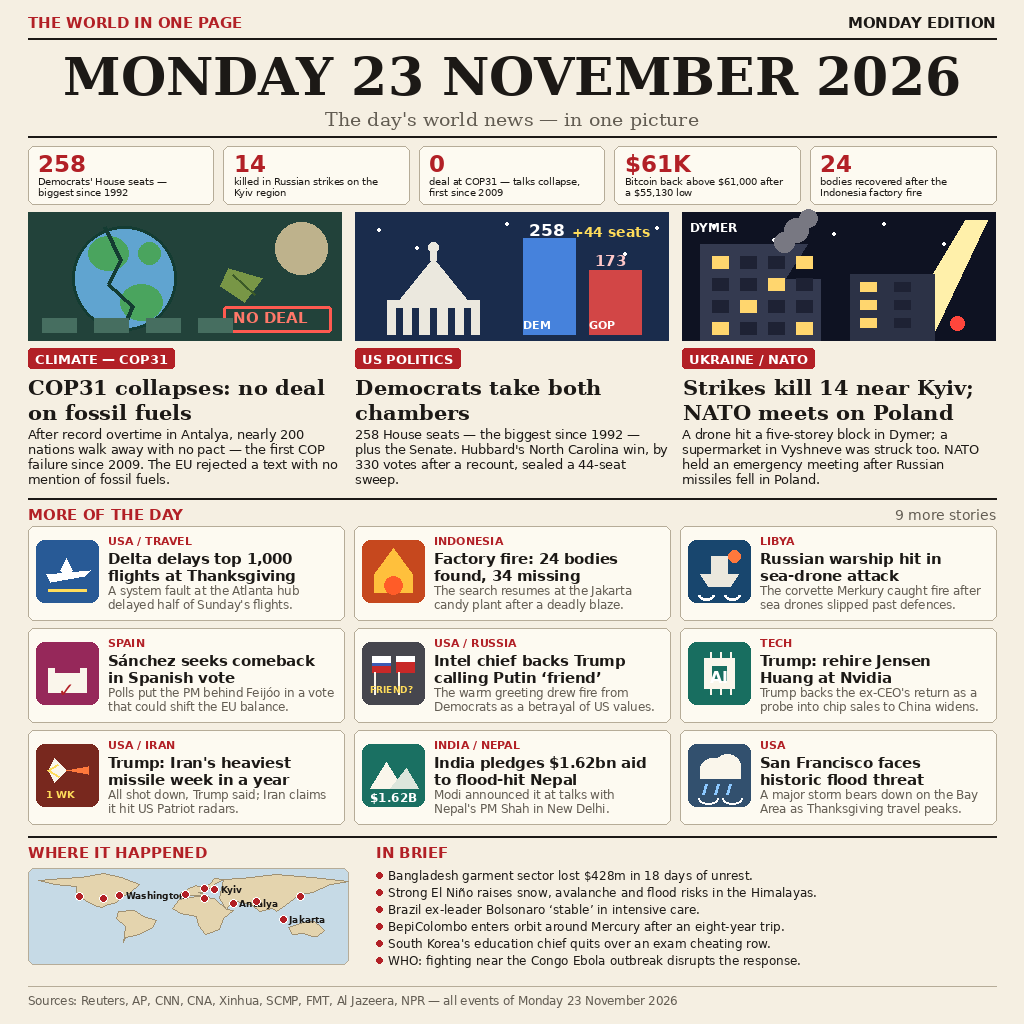 THE WORLD IN ONE PAGE
MONDAY EDITION
MONDAY 23 NOVEMBER 2026
The day's world news — in one picture
258
Democrats' House seats —
biggest since 1992
14
killed in Russian strikes on the
Kyiv region
0
deal at COP31 — talks collapse,
first since 2009
$61K
Bitcoin back above $61,000 after
a $55,130 low
24
bodies recovered after the
Indonesia factory fire
NO DEAL
258 +44 seats
173
DEM
GOP
DYMER
CLIMATE — COP31
COP31 collapses: no deal
on fossil fuels
After record overtime in Antalya, nearly 200
nations walk away with no pact — the first COP
failure since 2009. The EU rejected a text with no
mention of fossil fuels.
US POLITICS
Democrats take both
chambers
258 House seats — the biggest since 1992 —
plus the Senate. Hubbard's North Carolina win, by
330 votes after a recount, sealed a 44-seat
sweep.
UKRAINE / NATO
Strikes kill 14 near Kyiv;
NATO meets on Poland
A drone hit a five-storey block in Dymer; a
supermarket in Vyshneve was struck too. NATO
held an emergency meeting after Russian
missiles fell in Poland.
MORE OF THE DAY
9 more stories
USA / TRAVEL
Delta delays top 1,000
flights at Thanksgiving
A system fault at the Atlanta hub
delayed half of Sunday's flights.
INDONESIA
Factory fire: 24 bodies
found, 34 missing
The search resumes at the Jakarta
candy plant after a deadly blaze.
LIBYA
Russian warship hit in
sea-drone attack
The corvette Merkury caught fire after
sea drones slipped past defences.
SPAIN
Sánchez seeks comeback
in Spanish vote
Polls put the PM behind Feijóo in a vote
that could shift the EU balance.
FRIEND?
USA / RUSSIA
Intel chief backs Trump
calling Putin ‘friend’
The warm greeting drew fire from
Democrats as a betrayal of US values.
AI
TECH
Trump: rehire Jensen
Huang at Nvidia
Trump backs the ex-CEO's return as a
probe into chip sales to China widens.
1 WK
USA / IRAN
Trump: Iran's heaviest
missile week in a year
All shot down, Trump said; Iran claims
it hit US Patriot radars.
$1.62B
INDIA / NEPAL
India pledges $1.62bn aid
to flood-hit Nepal
Modi announced it at talks with
Nepal's PM Shah in New Delhi.
USA
San Francisco faces
historic flood threat
A major storm bears down on the Bay
Area as Thanksgiving travel peaks.
WHERE IT HAPPENED
Washington
Kyiv
Antalya
Jakarta
IN BRIEF
Bangladesh garment sector lost $428m in 18 days of unrest.
Strong El Niño raises snow, avalanche and flood risks in the Himalayas.
Brazil ex-leader Bolsonaro ‘stable’ in intensive care.
BepiColombo enters orbit around Mercury after an eight-year trip.
South Korea's education chief quits over an exam cheating row.
WHO: fighting near the Congo Ebola outbreak disrupts the response.
Sources: Reuters, AP, CNN, CNA, Xinhua, SCMP, FMT, Al Jazeera, NPR — all events of Monday 23 November 2026